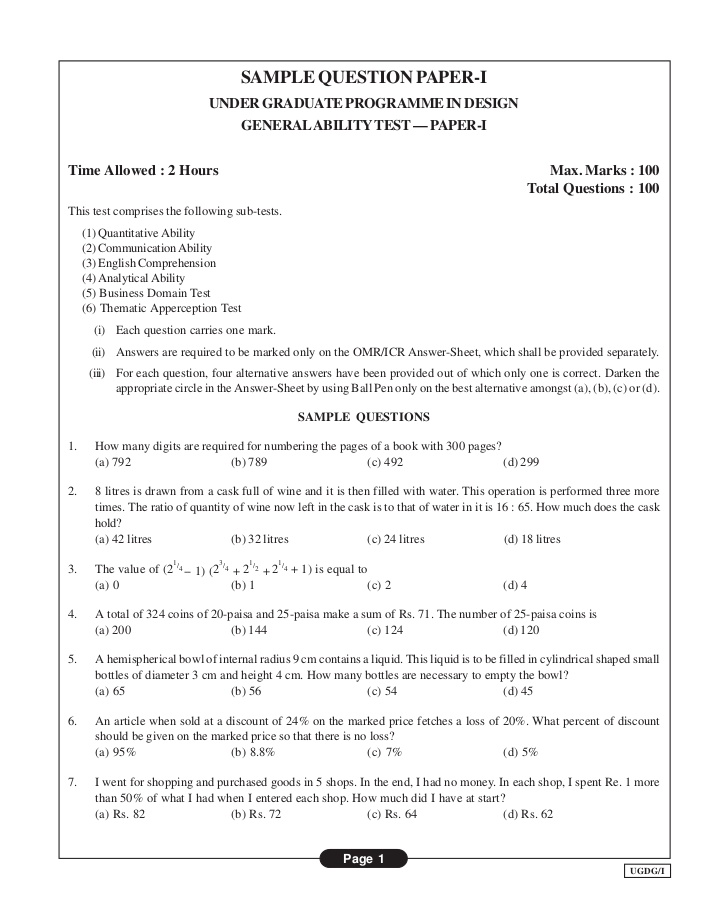 SAMPLE QUESTION PAPER-I
UNDER GRADUATE PROGRAMME IN DESIGN
GENERAL ABILITY TEST — PAPER-I
Time Allowed : 2 Hours
Max. Marks : 100
Total Questions : 100
This test comprises the following sub-tests.
(1) Quantitative Ability
(2) Communication Ability
(3) English Comprehension
(4) Analytical Ability
(5) Business Domain Test
(6) Thematic Apperception Test
(i) Each question carries one mark.
(ii) Answers are required to be marked only on the OMR/ICR Answer-Sheet, which shall be provided separately.
(iii) For each question, four alternative answers have been provided out of which only one is correct. Darken the
appropriate circle in the Answer-Sheet by using Ball Pen only on the best alternative amongst (a), (b), (c) or (d).
SAMPLE QUESTIONS
1. How many digits are required for numbering the pages of a book with 300 pages?
(a) 792 (b) 789 (c) 492 (d) 299
2. 8 litres is drawn from a cask full of wine and it is then filled with water. This operation is performed three more
times. The ratio of quantity of wine now left in the cask is to that of water in it is 16 : 65. How much does the cask
hold?
(a) 42 litres (b) 32 litres (c) 24 litres (d) 18 litres
3. The value of (2^1/4 – 1) (2^3/4 + 2^1/2 + 2^1/4 + 1) is equal to
(a) 0 (b) 1 (c) 2 (d) 4
4. A total of 324 coins of 20-paisa and 25-paisa make a sum of Rs. 71. The number of 25-paisa coins is
(a) 200 (b) 144 (c) 124 (d) 120
5. A hemispherical bowl of internal radius 9 cm contains a liquid. This liquid is to be filled in cylindrical shaped small
bottles of diameter 3 cm and height 4 cm. How many bottles are necessary to empty the bowl?
(a) 65 (b) 56 (c) 54 (d) 45
6. An article when sold at a discount of 24% on the marked price fetches a loss of 20%. What percent of discount
should be given on the marked price so that there is no loss?
(a) 95% (b) 8.8% (c) 7% (d) 5%
7. I went for shopping and purchased goods in 5 shops. In the end, I had no money. In each shop, I spent Re. 1 more
than 50% of what I had when I entered each shop. How much did I have at start?
(a) Rs. 82 (b) Rs. 72 (c) Rs. 64 (d) Rs. 62
Page 1
UGDG/I